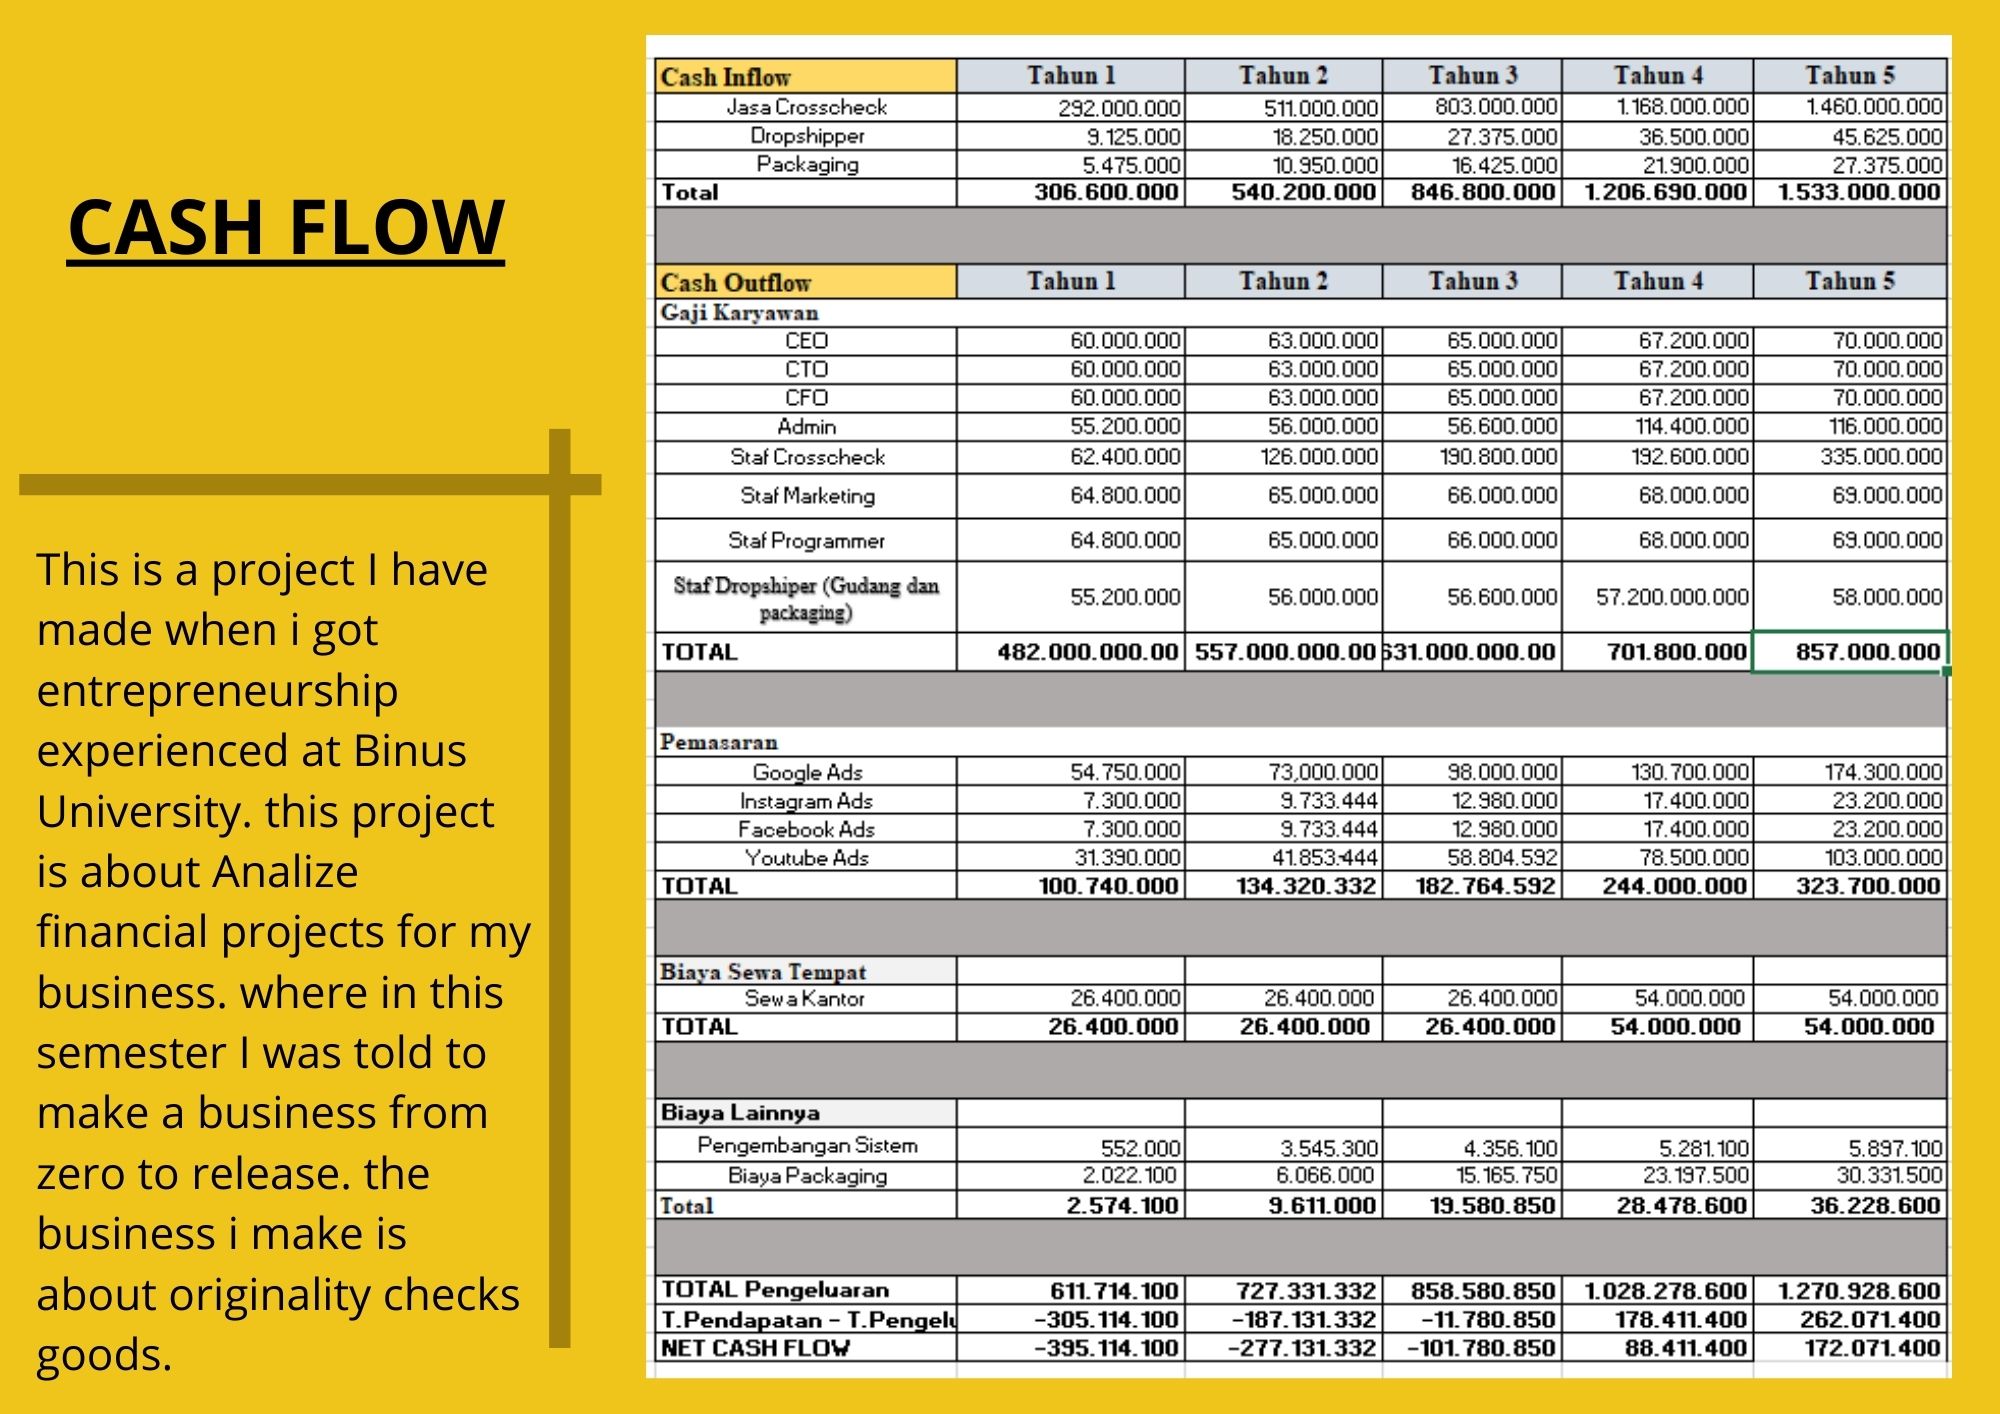 CASH FLOW
This is a project I have
made when i got
entrepreneurship
experienced at Binus
University. this project
is about Analize
financial projects for my
business. where in this
semester I was told to
make a business from
zero to release. the
business i make is
about originality checks
goods.
Cash Inflow Tahun 1 Tahun 2 Tahun 3 Tahun 4 Tahun 5
Jasa Crosscheck 292.000.000 511.000.000 803.000.000 1.168.000.000 1.460.000.000
Dropshipper 9.125.000 18.250.000 27.375.000 36.500.000 45.625.000
Packaging 5.475.000 10.950.000 16.425.000 21.900.000 27.375.000
Total 306.600.000 540.200.000 846.800.000 1.206.690.000 1.533.000.000
Cash Outflow Tahun 1 Tahun 2 Tahun 3 Tahun 4 Tahun 5
Gaji Karyawan
CEO 60.000.000 63.000.000 65.000.000 67.200.000 70.000.000
CTO 60.000.000 63.000.000 65.000.000 67.200.000 70.000.000
CFO 60.000.000 63.000.000 65.000.000 67.200.000 70.000.000
Admin 55.200.000 56.000.000 56.600.000 114.400.000 116.000.000
Staf Crosscheck 62.400.000 126.000.000 190.800.000 192.600.000 335.000.000
Staf Marketing 64.800.000 65.000.000 66.000.000 68.000.000 69.000.000
Staf Programmer 64.800.000 65.000.000 66.000.000 68.000.000 69.000.000
Staf Dropshiper (Gudang dan
packaging) 55.200.000 56.000.000 56.600.000 57.200.000.000 58.000.000
TOTAL 482.000.000.00 557.000.000.00 631.000.000.00 701.800.000 857.000.000
Pemasaran
Google Ads 54.750.000 73,000.000 98.000.000 130.700.000 174.300.000
Instagram Ads 7.300.000 9.733.444 12.980.000 17.400.000 23.200.000
Facebook Ads 7.300.000 9.733.444 12.980.000 17.400.000 23.200.000
Youtube Ads 31.390.000 41.853.444 58.804.592 78.500.000 103.000.000
TOTAL 100.740.000 134.320.332 182.764.592 244.000.000 323.700.000
Biaya Sewa Tempat
Sewa Kantor 26.400.000 26.400.000 26.400.000 54.000.000 54.000.000
TOTAL 26.400.000 26.400.000 26.400.000 54.000.000 54.000.000
Biaya Lainnya
Pengembangan Sistem 552.000 3.545.300 4.356.100 5.281.100 5.897.100
Biaya Packaging 2.022.100 6.066.000 15.165.750 23.197.500 30.331.500
Total 2.574.100 9.611.000 19.580.850 28.478.600 36.228.600
TOTAL Pengeluaran 611.714.100 727.331.332 858.580.850 1.028.278.600 1.270.928.600
T.Pendapatan - T.Pengelu -305.114.100 -187.131.332 -11.780.850 178.411.400 262.071.400
NET CASH FLOW -395.114.100 -277.131.332 -101.780.850 88.411.400 172.071.400